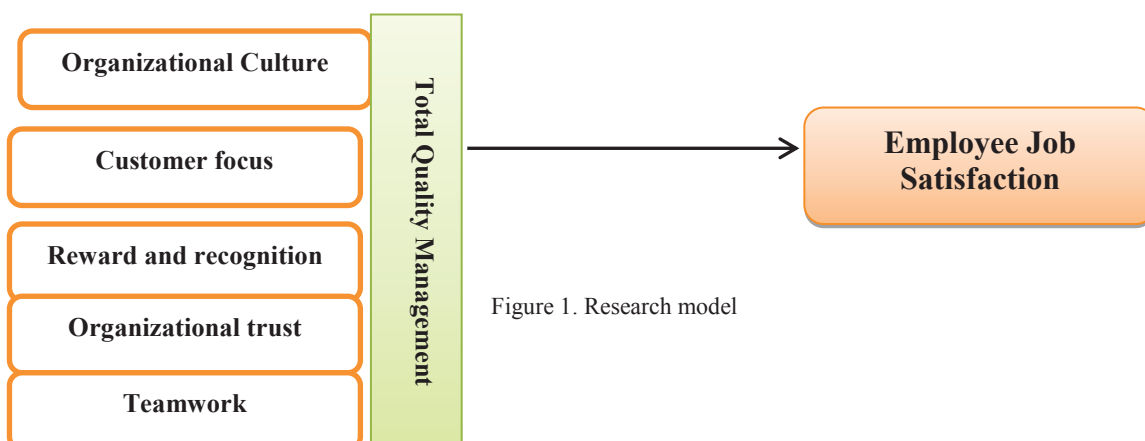 Organizational Culture
Customer focus
Reward and recognition
Organizational trust
Teamwork
Total Quality Management
Employee Job
Satisfaction
Figure 1. Research model